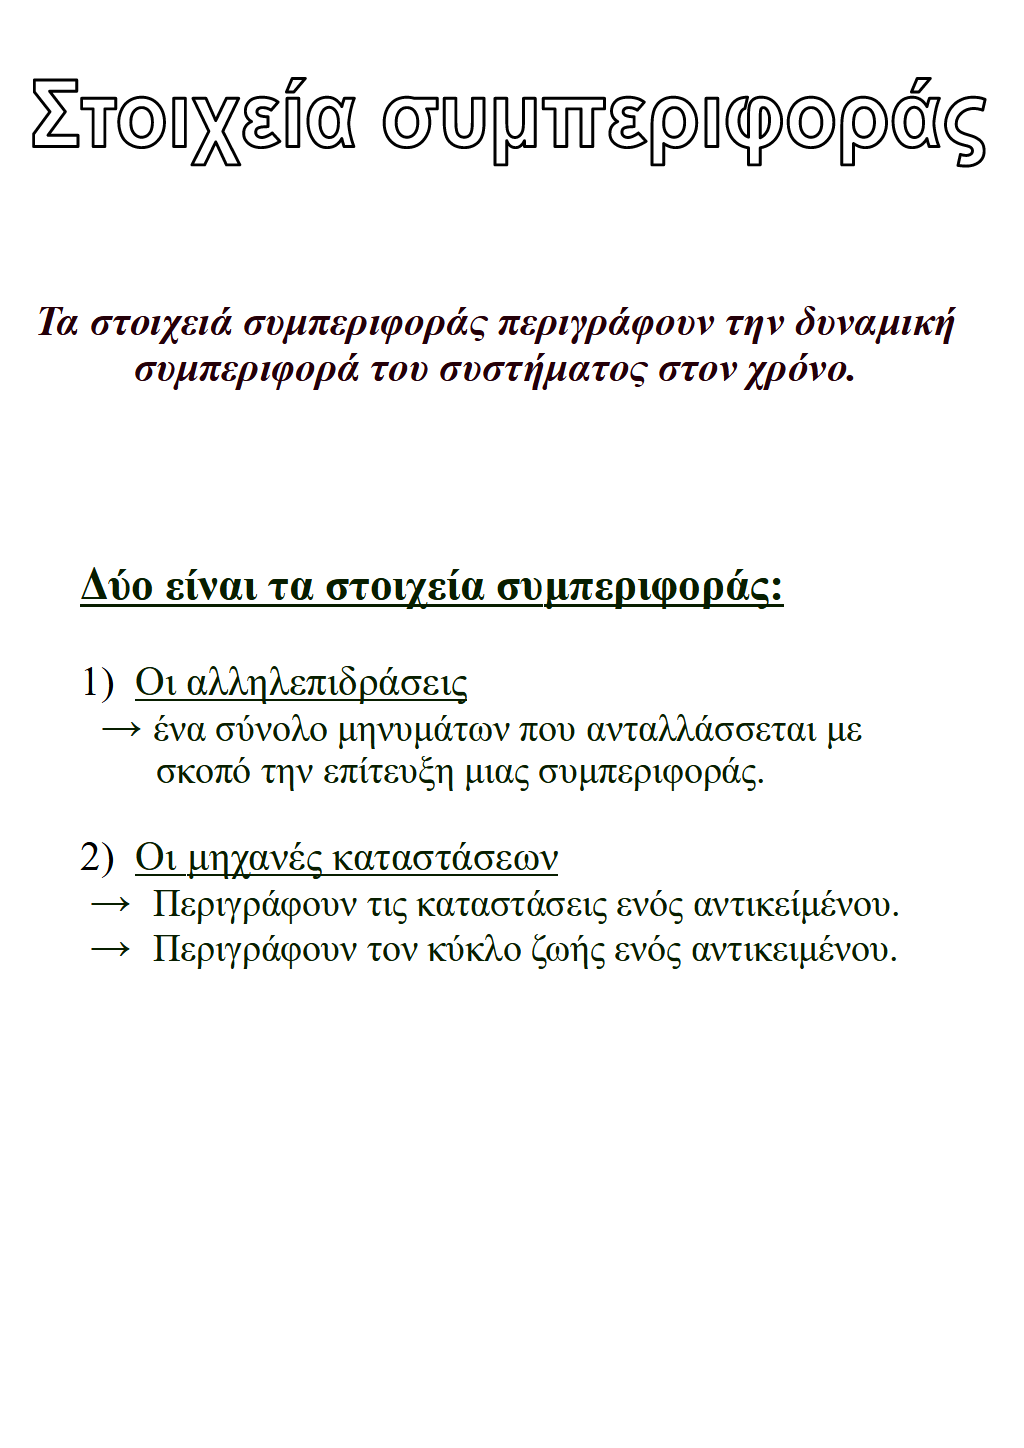 Στοιχεία συμπεριφοράς
Τα στοιχειά συμπεριφοράς περιγράφουν την δυναμική
συμπεριφορά του συστήματος στον χρόνο.
Δύο είναι τα στοιχεία συμπεριφοράς:
1) Οι αλληλεπιδράσεις
→ ένα σύνολο μηνυμάτων που ανταλλάσσεται με
σκοπό την επίτευξη μιας συμπεριφοράς.
2) Οι μηχανές καταστάσεων
→ Περιγράφουν τις καταστάσεις ενός αντικείμένου.
→ Περιγράφουν τον κύκλο ζωής ενός αντικειμένου.